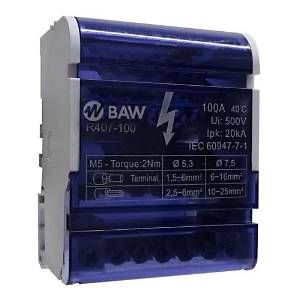 BAW
R407-100
100A 40°C
Ui: 500V
Ipk: 20kA
IEC 60947-7-1
M5 - Torque:2Nm Ø 5,3 Ø 7,5
Terminal 1,5-6mm² 6-16mm²
2,5-6mm² 10-25mm²